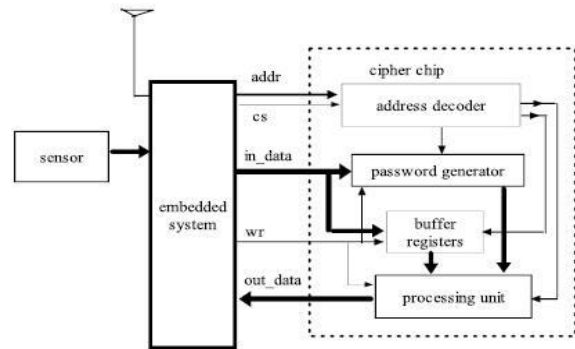 addr
cipher chip
address decoder
cs
sensor
in_data
password generator
embedded
system
buffer
registers
wr
out_data
processing unit